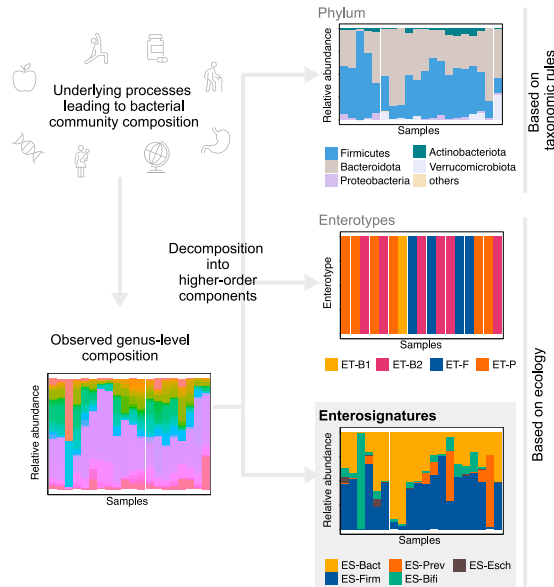 Underlying processes
leading to bacterial
community composition
Decomposition
into
higher-order
components
Observed genus-level
composition
Relative abundance
Samples
Phylum
Relative abundance
Samples
Firmicutes
Actinobacteriota
Bacteroidota
Verrucomicrobiota
Proteobacteria
others
Based on
taxonomic rules
Enterotypes
Enterotype
Samples
ET-B1
ET-B2
ET-F
ET-P
Enterosignatures
Relative abundance
Samples
ES-Bact
ES-Prev
ES-Esch
ES-Firm
ES-Bifi
Based on ecology